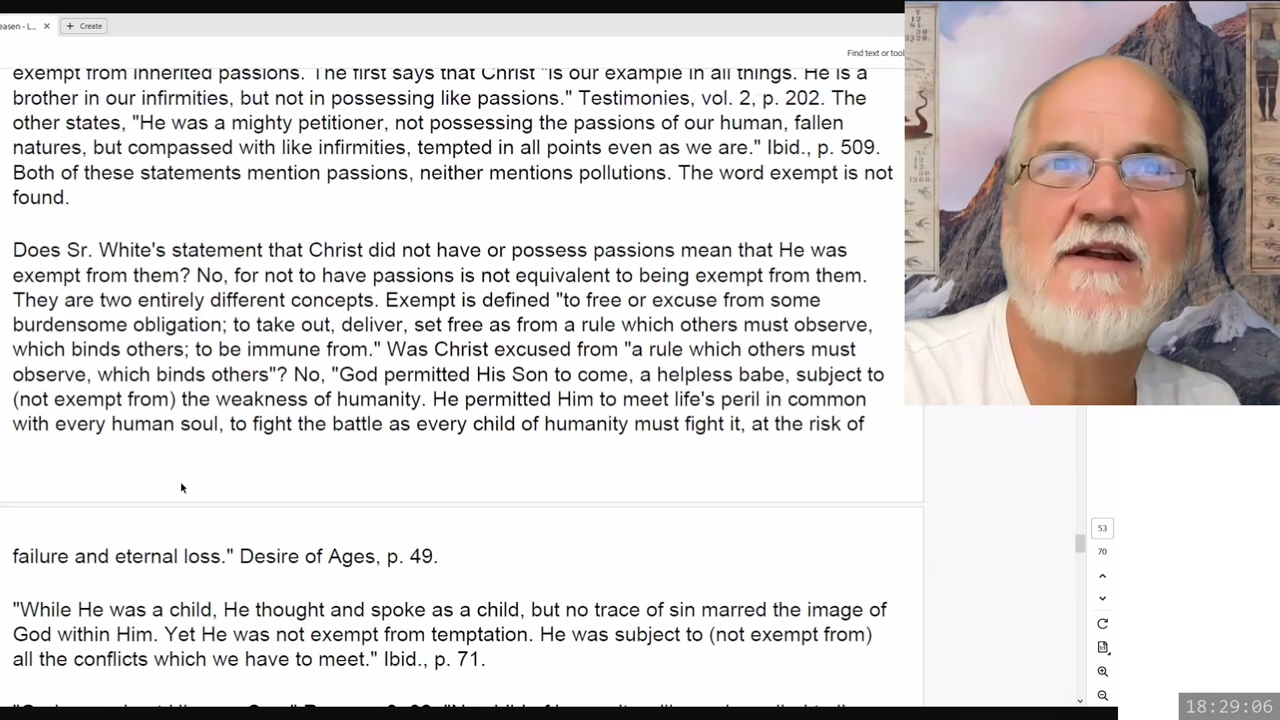 easen - L... ✕ + Create
Find text or tool
exempt from inherited passions. The first says that Christ "is our example in all things. He is a
brother in our infirmities, but not in possessing like passions." Testimonies, vol. 2, p. 202. The
other states, "He was a mighty petitioner, not possessing the passions of our human, fallen
natures, but compassed with like infirmities, tempted in all points even as we are." Ibid., p. 509.
Both of these statements mention passions, neither mentions pollutions. The word exempt is not
found.
Does Sr. White's statement that Christ did not have or possess passions mean that He was
exempt from them? No, for not to have passions is not equivalent to being exempt from them.
They are two entirely different concepts. Exempt is defined "to free or excuse from some
burdensome obligation; to take out, deliver, set free as from a rule which others must observe,
which binds others; to be immune from." Was Christ excused from "a rule which others must
observe, which binds others"? No, "God permitted His Son to come, a helpless babe, subject to
(not exempt from) the weakness of humanity. He permitted Him to meet life's peril in common
with every human soul, to fight the battle as every child of humanity must fight it, at the risk of
failure and eternal loss." Desire of Ages, p. 49.
"While He was a child, He thought and spoke as a child, but no trace of sin marred the image of
God within Him. Yet He was not exempt from temptation. He was subject to (not exempt from)
all the conflicts which we have to meet." Ibid., p. 71.
53
70
18:29:06